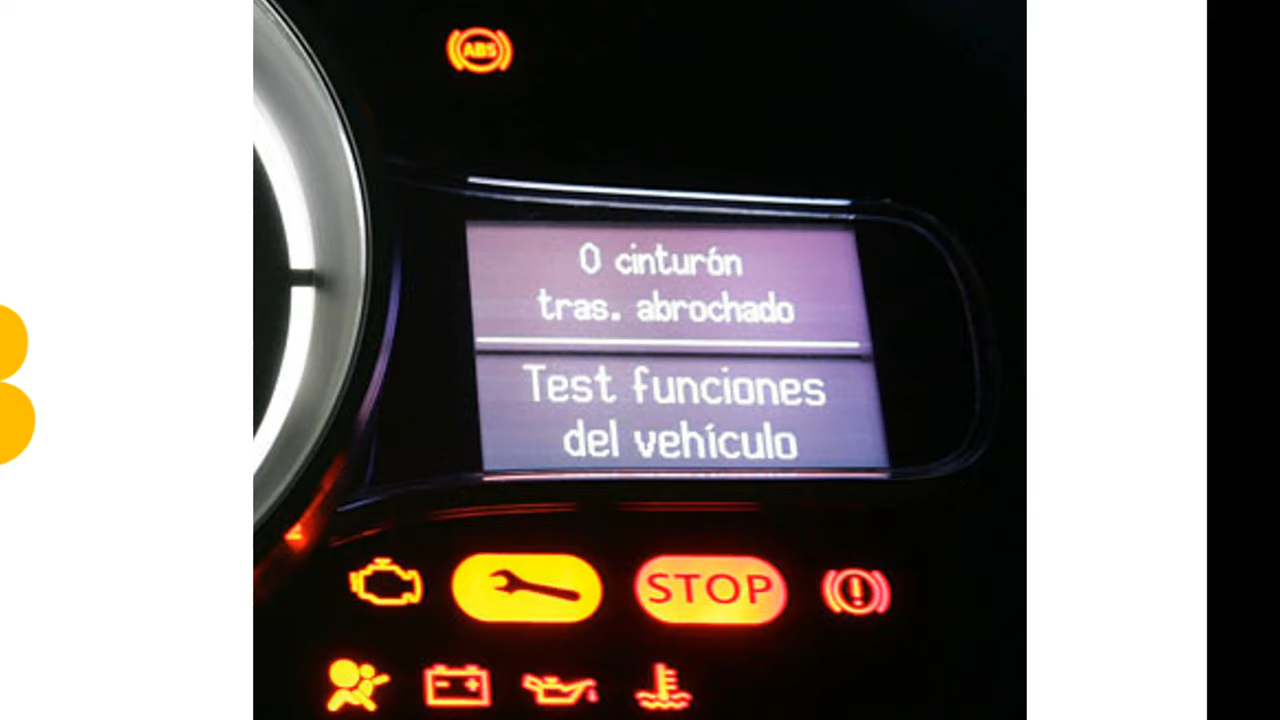 ABS
0 cinturón
tras. abrochado
Test funciones
del vehículo
STOP